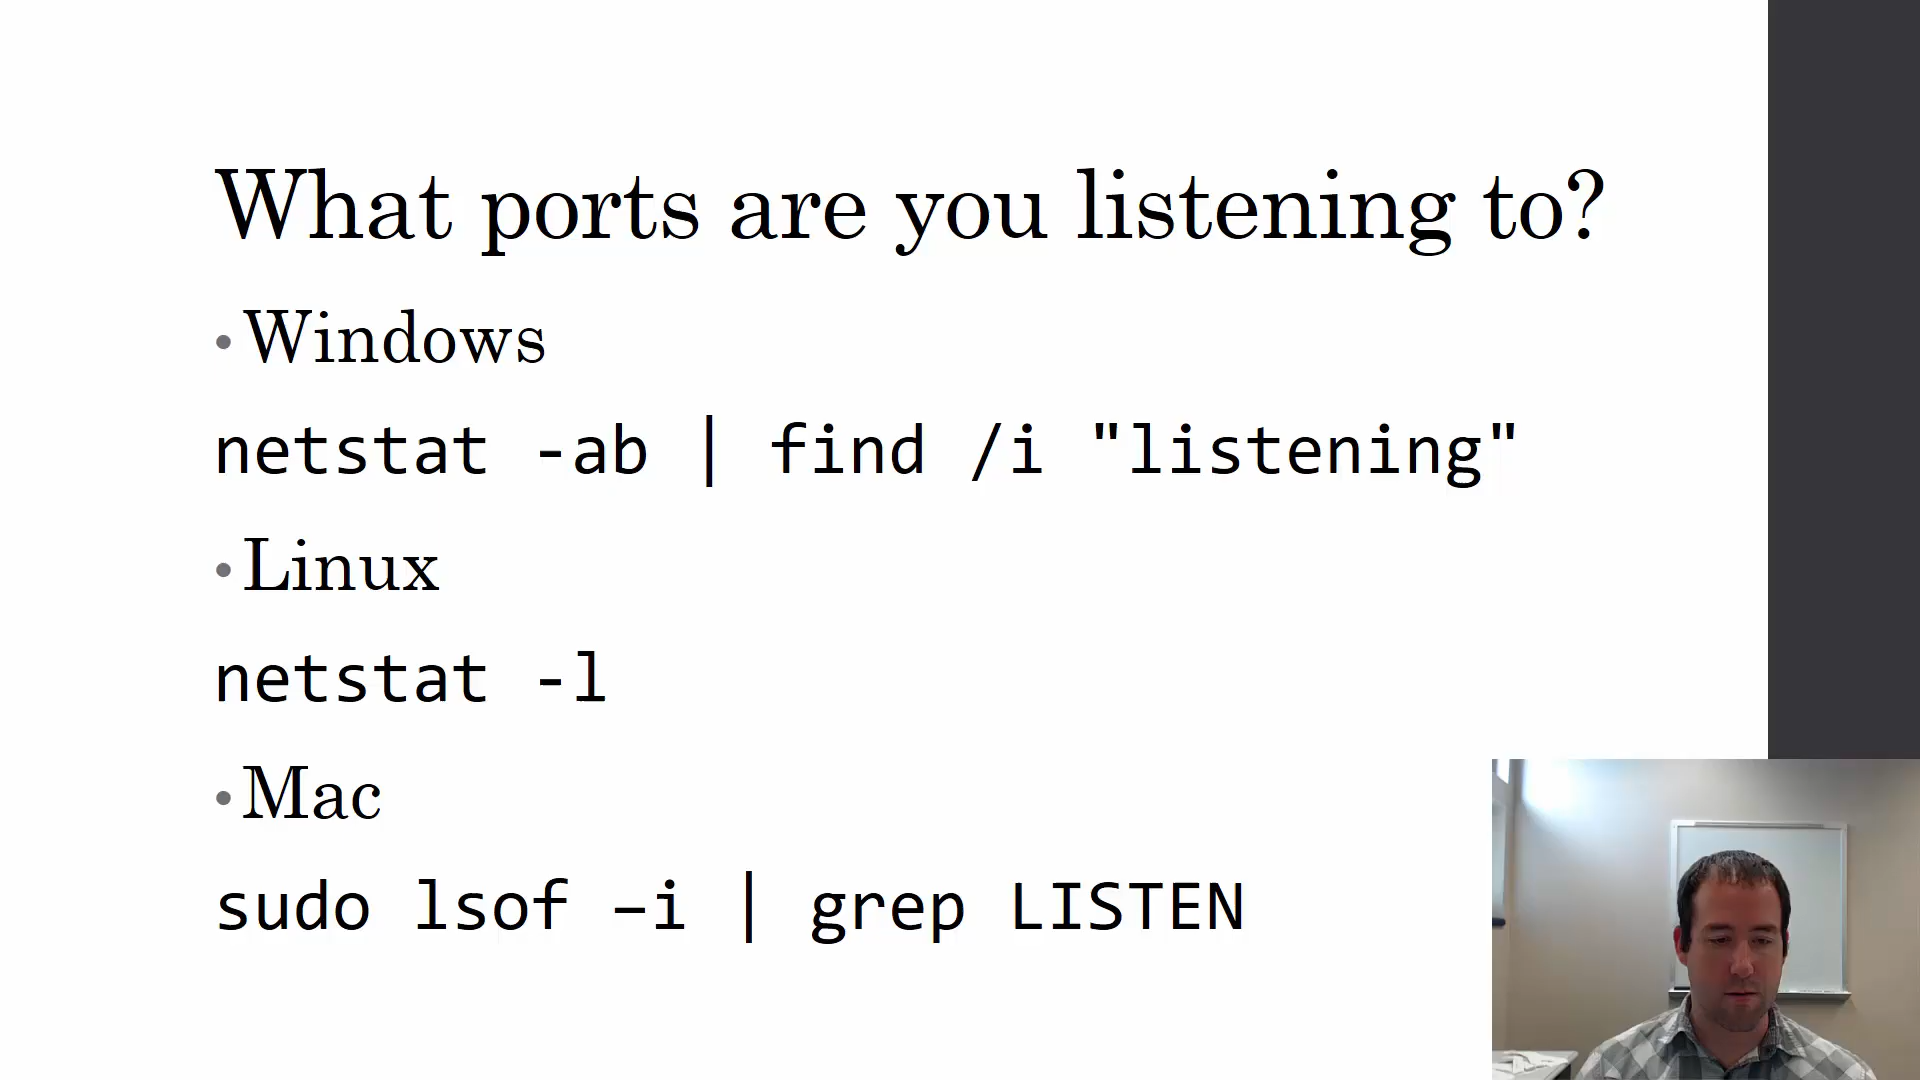 What ports are you listening to?
•Windows
netstat -ab | find /i "listening"
•Linux
netstat -l
•Mac
sudo lsof –i | grep LISTEN